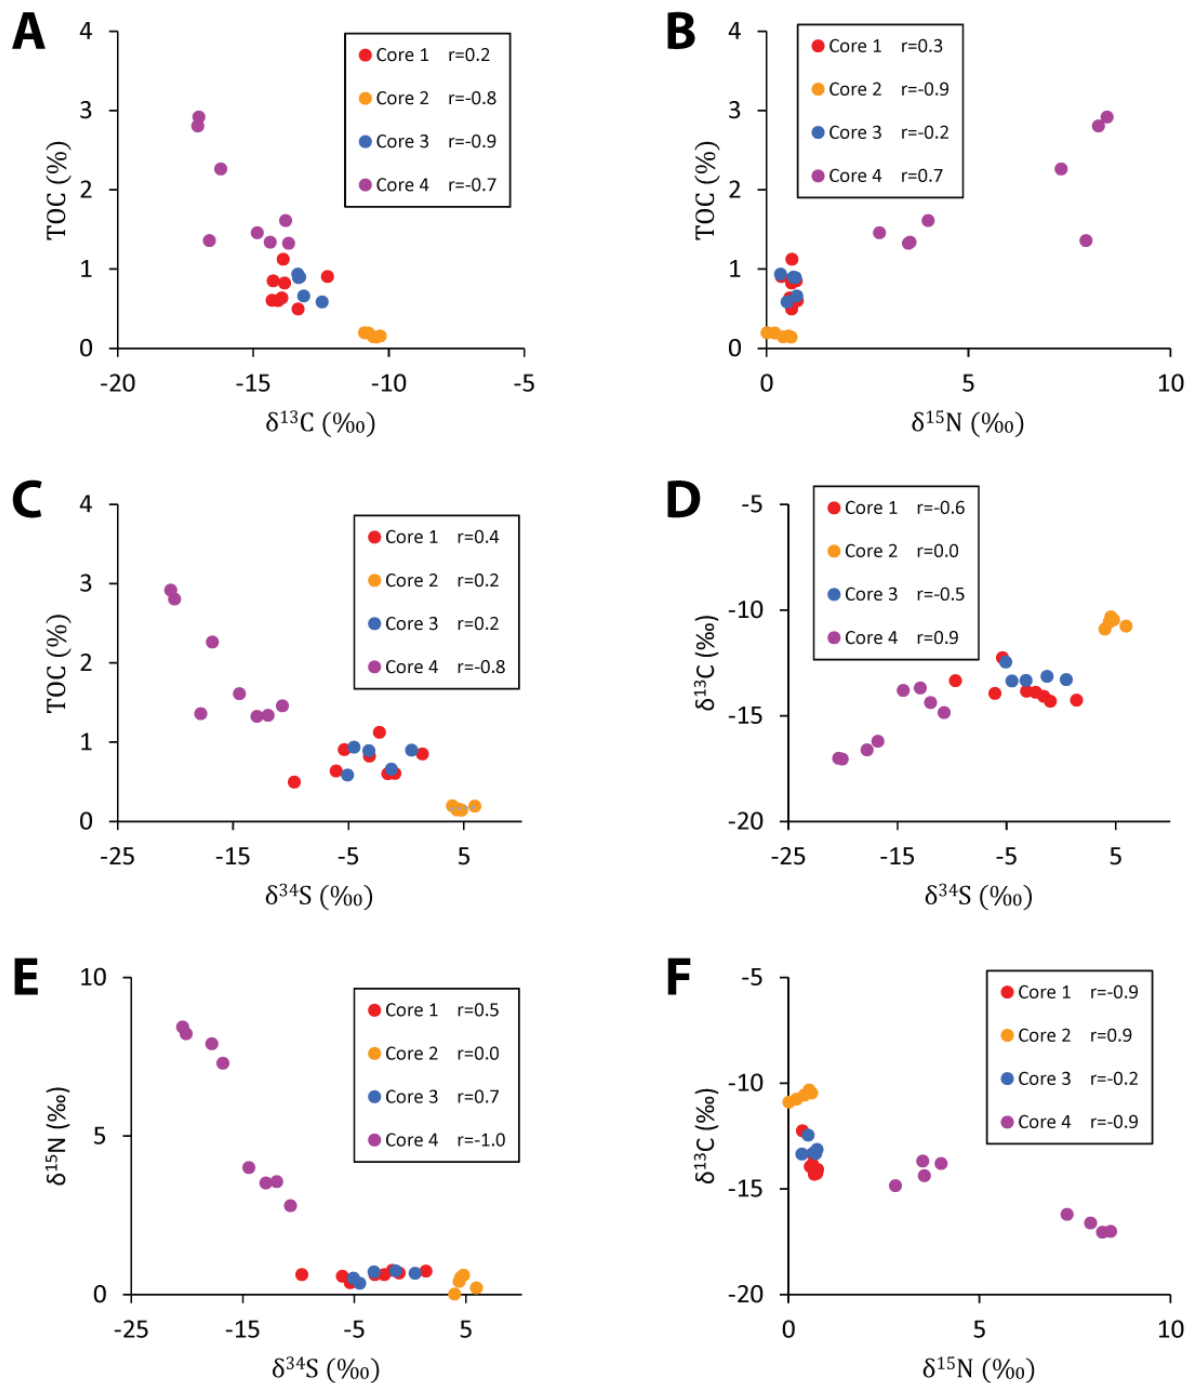 A
4
3
2
1
0
TOC (%)
-20 -15 -10 -5
δ¹³C (‰)
Core 1 r=0.2
Core 2 r=-0.8
Core 3 r=-0.9
Core 4 r=-0.7
B
4
3
2
1
0
TOC (%)
0 5 10
δ¹⁵N (‰)
Core 1 r=0.3
Core 2 r=-0.9
Core 3 r=-0.2
Core 4 r=0.7
C
4
3
2
1
0
TOC (%)
-25 -15 -5 5
δ³⁴S (‰)
Core 1 r=0.4
Core 2 r=0.2
Core 3 r=0.2
Core 4 r=-0.8
D
-5
-10
-15
-20
δ¹³C (‰)
-25 -15 -5 5
δ³⁴S (‰)
Core 1 r=-0.6
Core 2 r=0.0
Core 3 r=-0.5
Core 4 r=0.9
E
10
5
0
δ¹⁵N (‰)
-25 -15 -5 5
δ³⁴S (‰)
Core 1 r=0.5
Core 2 r=0.0
Core 3 r=0.7
Core 4 r=-1.0
F
-5
-10
-15
-20
δ¹³C (‰)
0 5 10
δ¹⁵N (‰)
Core 1 r=-0.9
Core 2 r=0.9
Core 3 r=-0.2
Core 4 r=-0.9